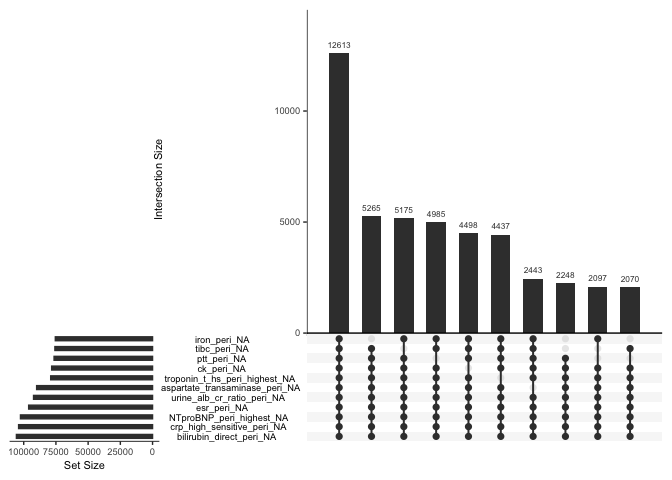 12613
10000
5265
5175
4985
4498
4437
5000
2443
2248
2097
2070
0
Intersection Size
iron_peri_NA
tibc_peri_NA
ptt_peri_NA
ck_peri_NA
troponin_t_hs_peri_highest_NA
aspartate_transaminase_peri_NA
urine_alb_cr_ratio_peri_NA
esr_peri_NA
NTproBNP_peri_highest_NA
crp_high_sensitive_peri_NA
bilirubin_direct_peri_NA
100000 75000 50000 25000 0
Set Size